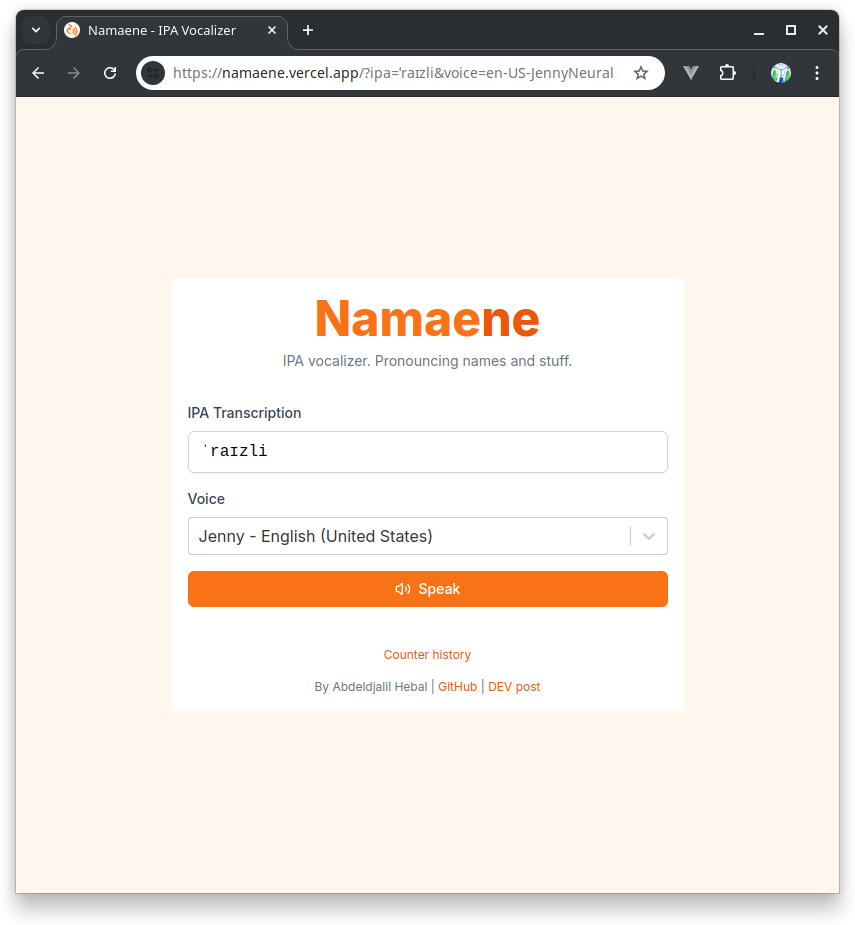 Namaene - IPA Vocalizer
https://namaene.vercel.app/?ipa=ˈraɪzli&voice=en-US-JennyNeural
Namaene
IPA vocalizer. Pronouncing names and stuff.
IPA Transcription
ˈraɪzli
Voice
Jenny - English (United States)
Speak
Counter history
By Abdeldjalil Hebal | GitHub | DEV post